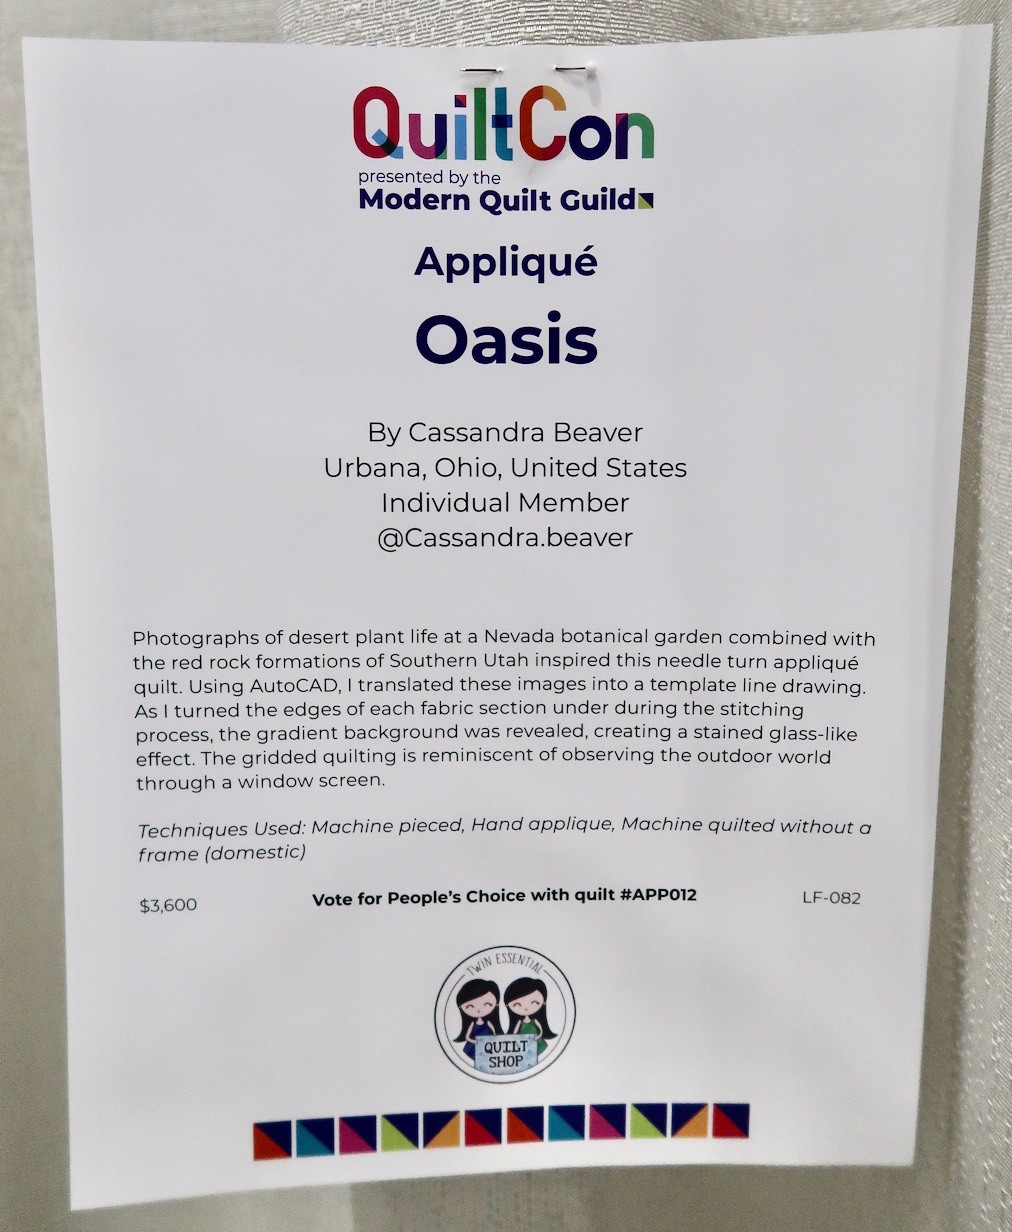 QuiltCon
presented by the
Modern Quilt Guild
Appliqué
Oasis
By Cassandra Beaver
Urbana, Ohio, United States
Individual Member
@Cassandra.beaver
Photographs of desert plant life at a Nevada botanical garden combined with
the red rock formations of Southern Utah inspired this needle turn appliqué
quilt. Using AutoCAD, I translated these images into a template line drawing.
As I turned the edges of each fabric section under during the stitching
process, the gradient background was revealed, creating a stained glass-like
effect. The gridded quilting is reminiscent of observing the outdoor world
through a window screen.
Techniques Used: Machine pieced, Hand applique, Machine quilted without a
frame (domestic)
$3,600 Vote for People's Choice with quilt #APP012 LF-082
TWIN ESSENTIAL
QUILT
SHOP